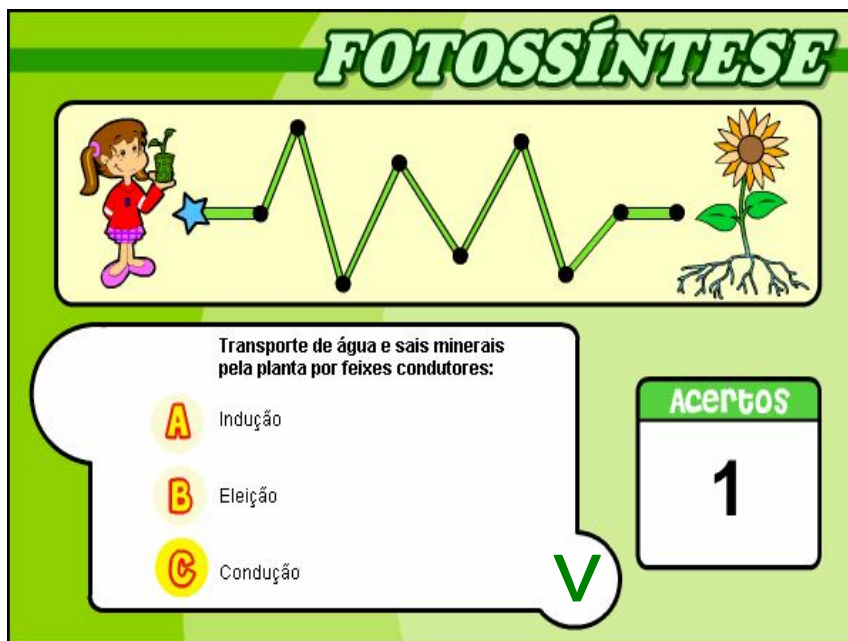 FOTOSSÍNTESE
Transporte de água e sais minerais
pela planta por feixes condutores:
A Indução
B Eleição
C Condução
V
Acertos
1